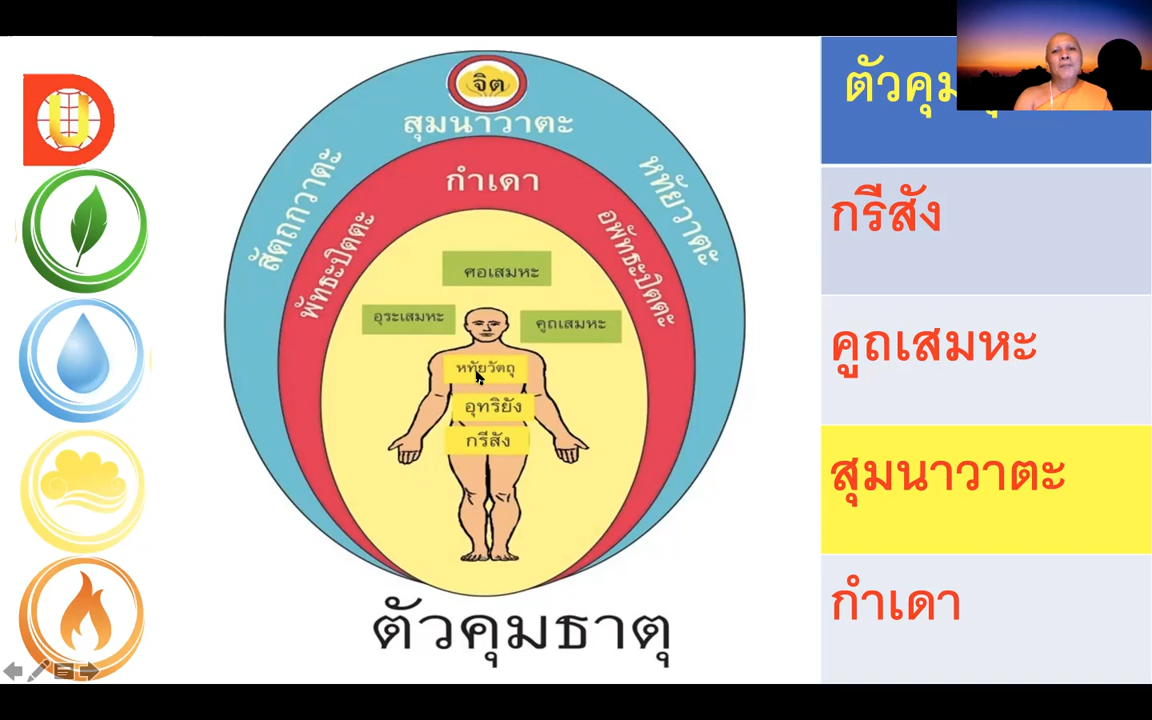 จิต
สุมนาวาตะ
สัตถกวาตะ
หทัยวาตะ
กำเดา
พัทธะปิตตะ
อพัทธะปิตตะ
ศอเสมหะ
อุระเสมหะ
คูถเสมหะ
หทัยวัตถุ
อุทริยัง
กรีสัง
ตัวคุมธาตุ
U
กรีสัง
คูถเสมหะ
สุมนาวาตะ
กำเดา